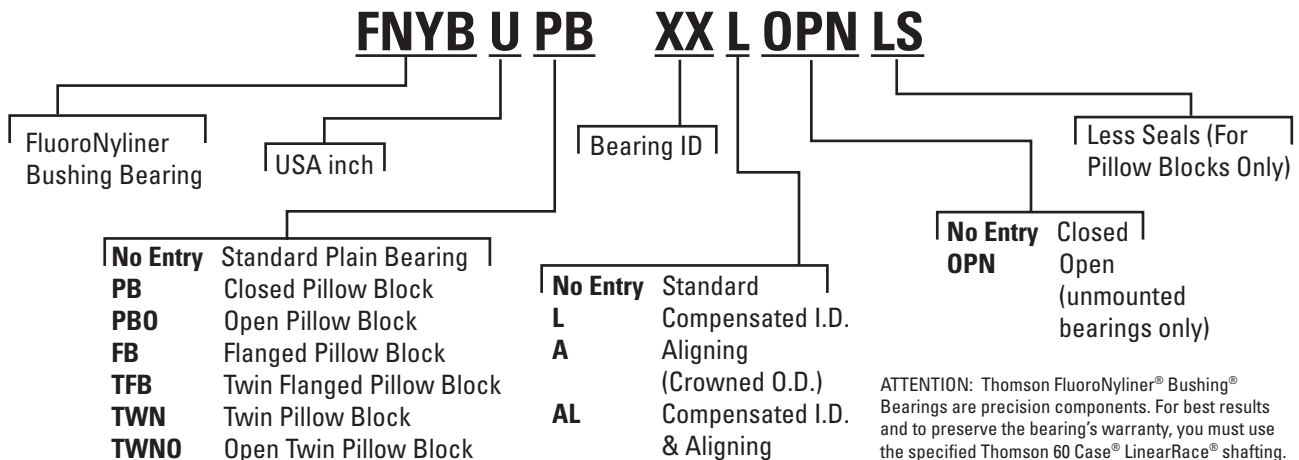 FNYB U PB XX L OPN LS
FluoroNyliner
Bushing Bearing
USA inch
Bearing ID
Less Seals (For
Pillow Blocks Only)
No Entry Standard Plain Bearing
PB Closed Pillow Block
PBO Open Pillow Block
FB Flanged Pillow Block
TFB Twin Flanged Pillow Block
TWN Twin Pillow Block
TWNO Open Twin Pillow Block
No Entry Standard
L Compensated I.D.
A Aligning
(Crowned O.D.)
AL Compensated I.D.
& Aligning
No Entry Closed
OPN Open
(unmounted
bearings only)
ATTENTION: Thomson FluoroNyliner® Bushing®
Bearings are precision components. For best results
and to preserve the bearing's warranty, you must use
the specified Thomson 60 Case® LinearRace® shafting.